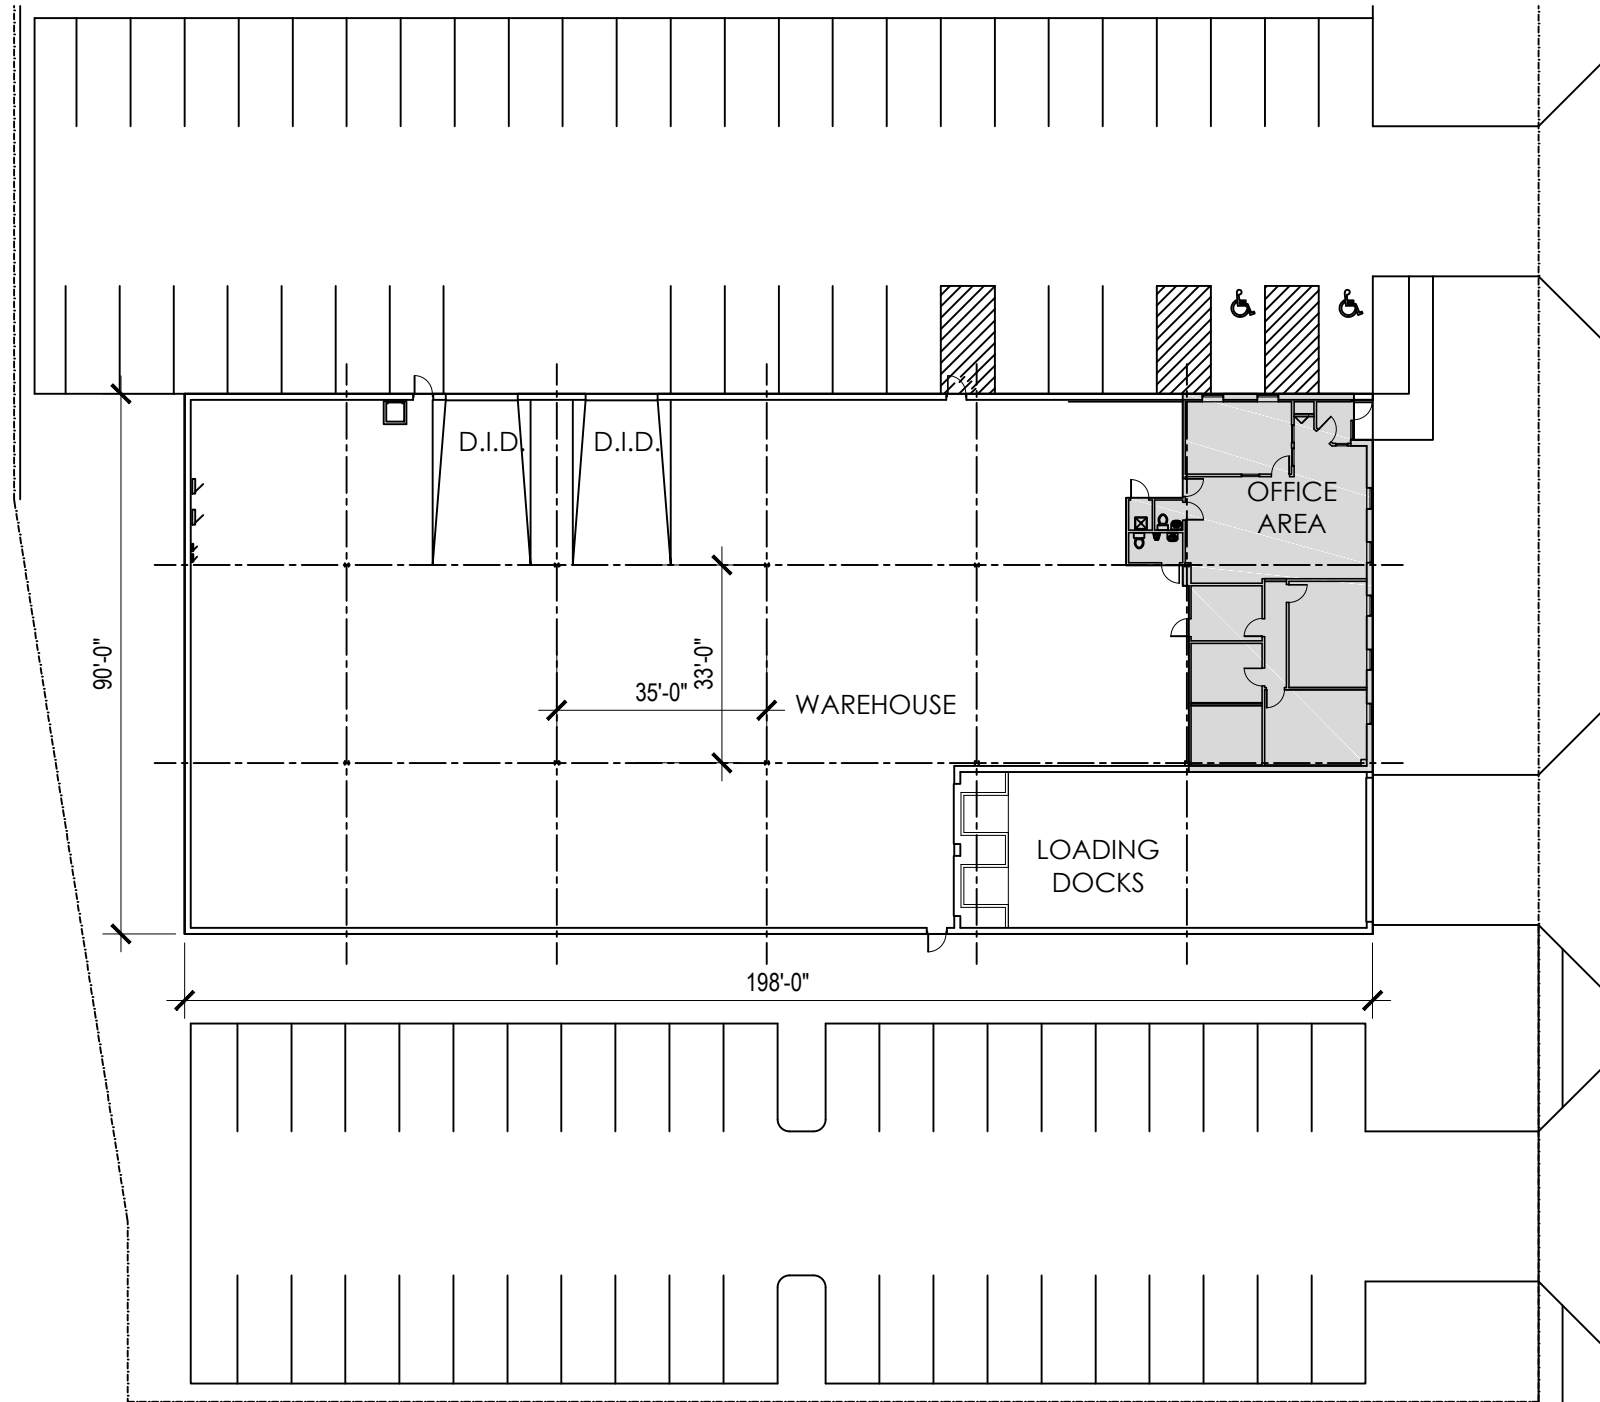 D.I.D.
D.I.D.
OFFICE
AREA
90'-0"
35'-0"
33'-0"
WAREHOUSE
LOADING
DOCKS
198'-0"